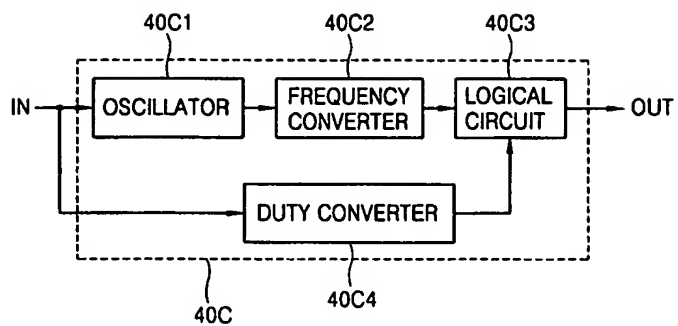 40C1
40C2
40C3
IN
OSCILLATOR
FREQUENCY
CONVERTER
LOGICAL
CIRCUIT
OUT
DUTY CONVERTER
40C
40C4